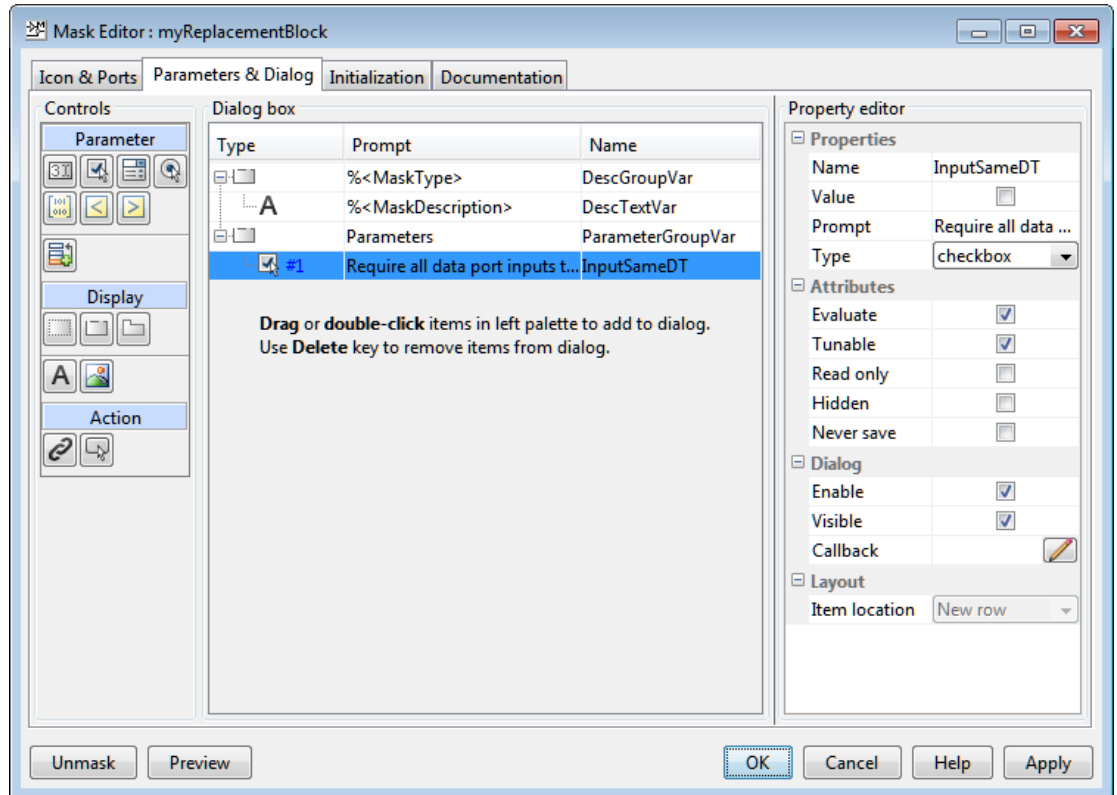 Mask Editor : myReplacementBlock
Icon & Ports Parameters & Dialog Initialization Documentation
Controls
Parameter
Display
A
Action
Dialog box
Type Prompt Name
%<MaskType> DescGroupVar
A %<MaskDescription> DescTextVar
Parameters ParameterGroupVar
#1 Require all data port inputs t... InputSameDT
Drag or double-click items in left palette to add to dialog.
Use Delete key to remove items from dialog.
Property editor
Properties
Name InputSameDT
Value
Prompt Require all data ...
Type checkbox
Attributes
Evaluate
Tunable
Read only
Hidden
Never save
Dialog
Enable
Visible
Callback
Layout
Item location New row
Unmask Preview OK Cancel Help Apply